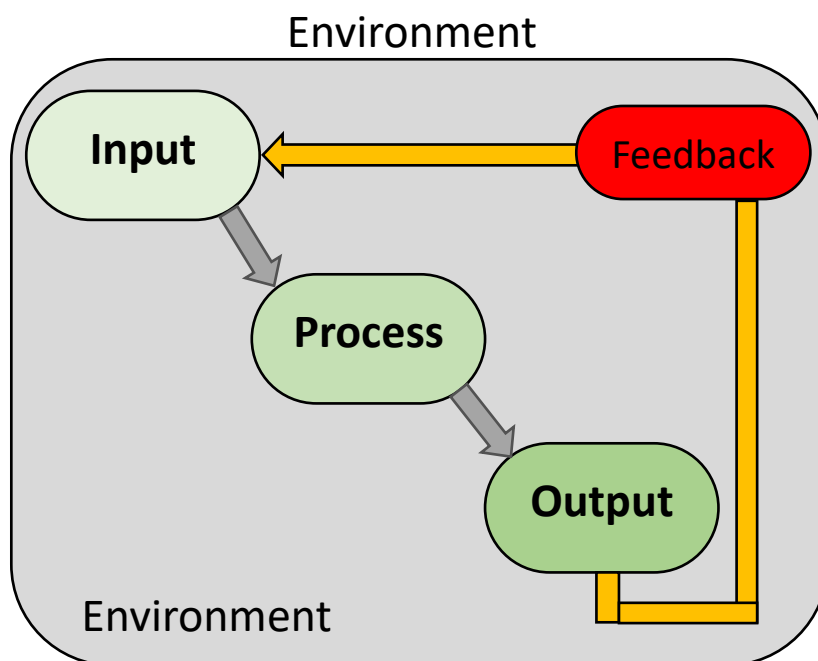 Environment
Input
Feedback
Process
Output
Environment